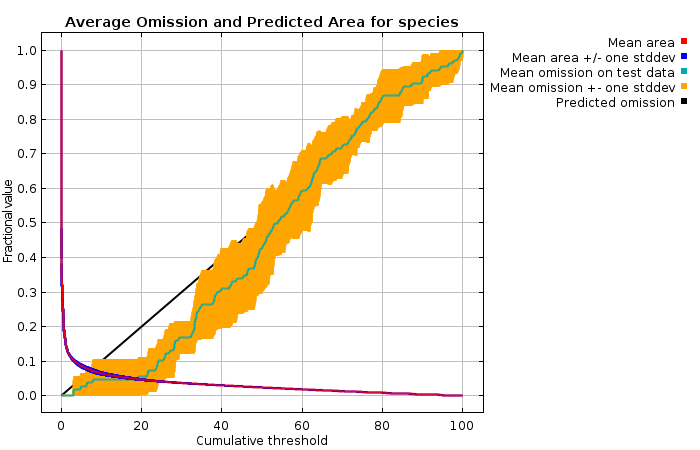 Average Omission and Predicted Area for species
Mean area
Mean area +/- one stddev
Mean omission on test data
Mean omission +- one stddev
Predicted omission
Fractional value
1.0
0.9
0.8
0.7
0.6
0.5
0.4
0.3
0.2
0.1
0.0
0 20 40 60 80 100
Cumulative threshold